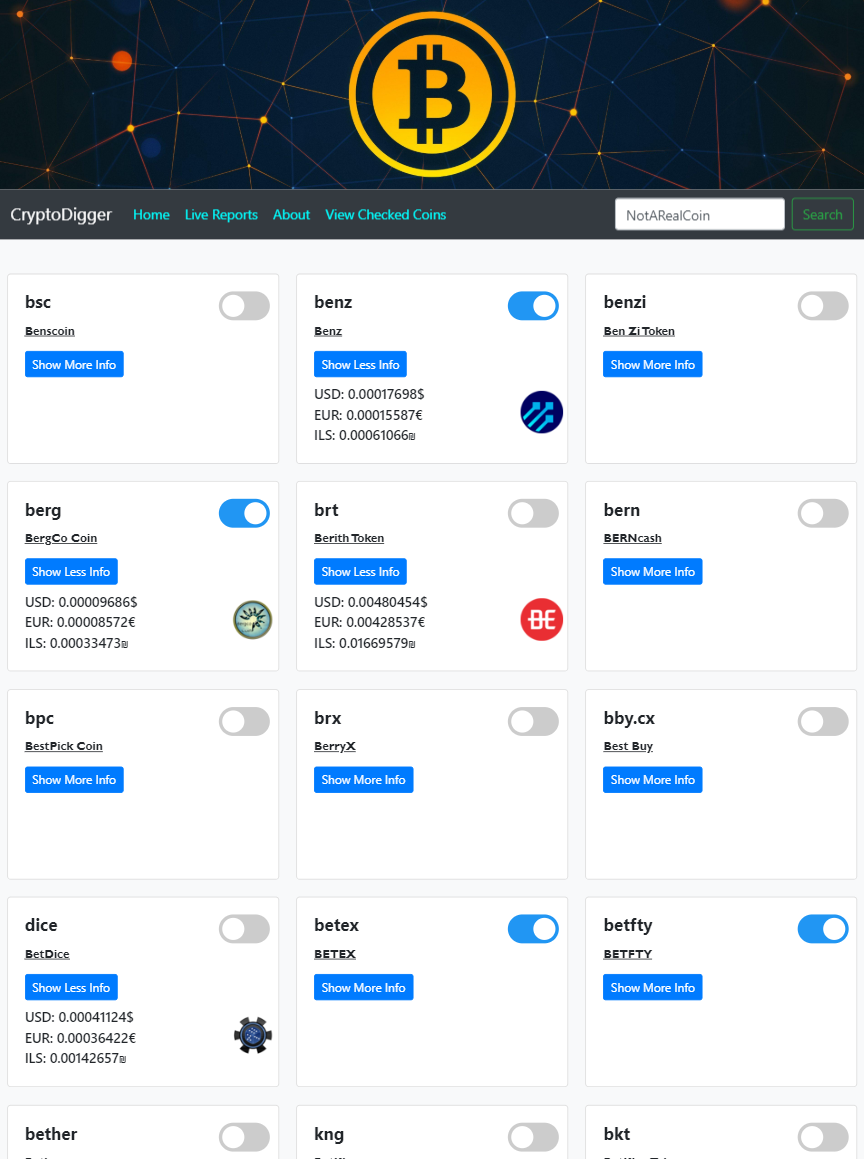 CryptoDigger Home Live Reports About View Checked Coins NotARealCoin Search
bsc
Benscoin
Show More Info
benz
Benz
Show Less Info
USD: 0.00017698$
EUR: 0.00015587€
ILS: 0.00061066₪
benzi
Ben Zi Token
Show More Info
berg
BergCo Coin
Show Less Info
USD: 0.00009686$
EUR: 0.00008572€
ILS: 0.00033473₪
brt
Berith Token
Show Less Info
USD: 0.00480454$
EUR: 0.00428537€
ILS: 0.01669579₪
bern
BERNcash
Show More Info
bpc
BestPick Coin
Show More Info
brx
BerryX
Show More Info
bby.cx
Best Buy
Show More Info
dice
BetDice
Show Less Info
USD: 0.00041124$
EUR: 0.00036422€
ILS: 0.00142657₪
betex
BETEX
Show More Info
betfty
BETFTY
Show More Info
bether
kng
bkt